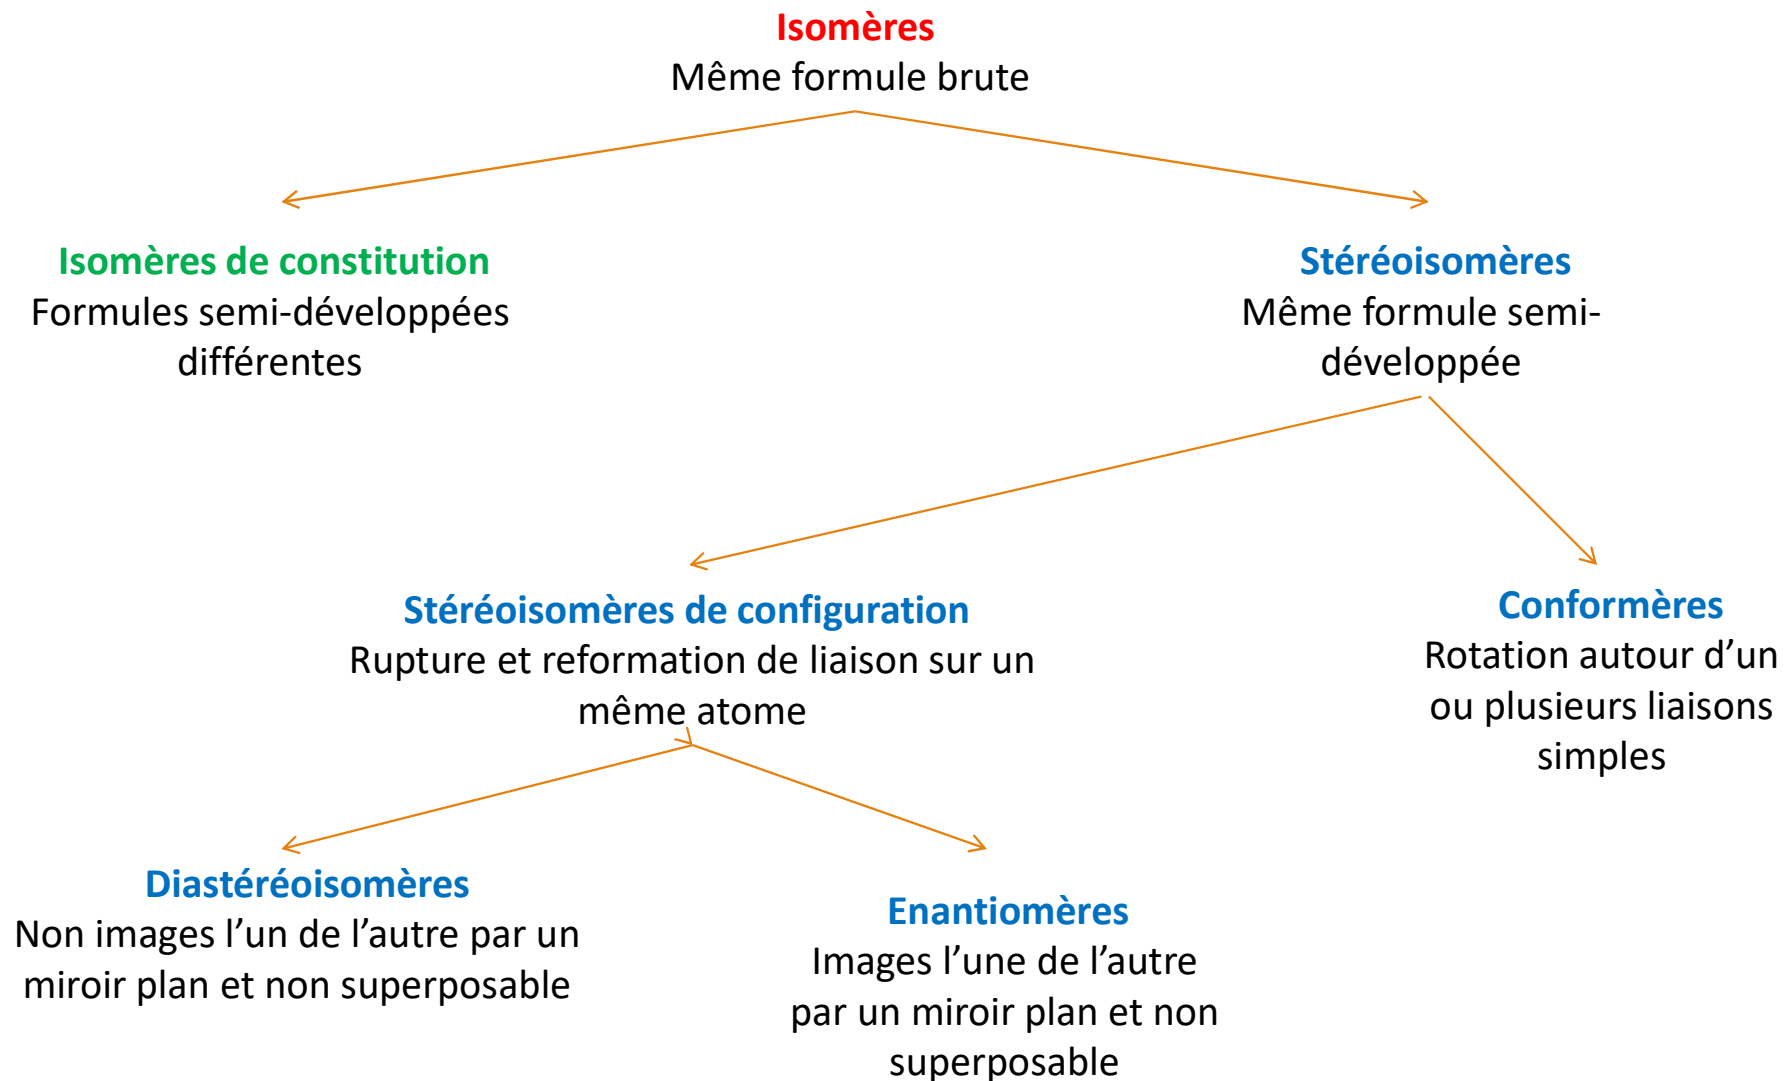 Isomères
Même formule brute
Isomères de constitution
Formules semi-développées
différentes
Stéréoisomères
Même formule semi-
développée
Stéréoisomères de configuration
Rupture et reformation de liaison sur un
même atome
Conformères
Rotation autour d’un
ou plusieurs liaisons
simples
Diastéréoisomères
Non images l’un de l’autre par un
miroir plan et non superposable
Enantiomères
Images l’une de l’autre
par un miroir plan et non
superposable